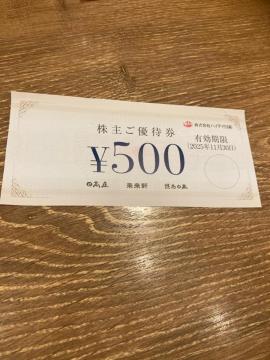 株式会社ハイデイ日高
株主ご優待券
有効期限
(2025年11月30日)
¥500
日高屋 来来軒 焼鳥日高